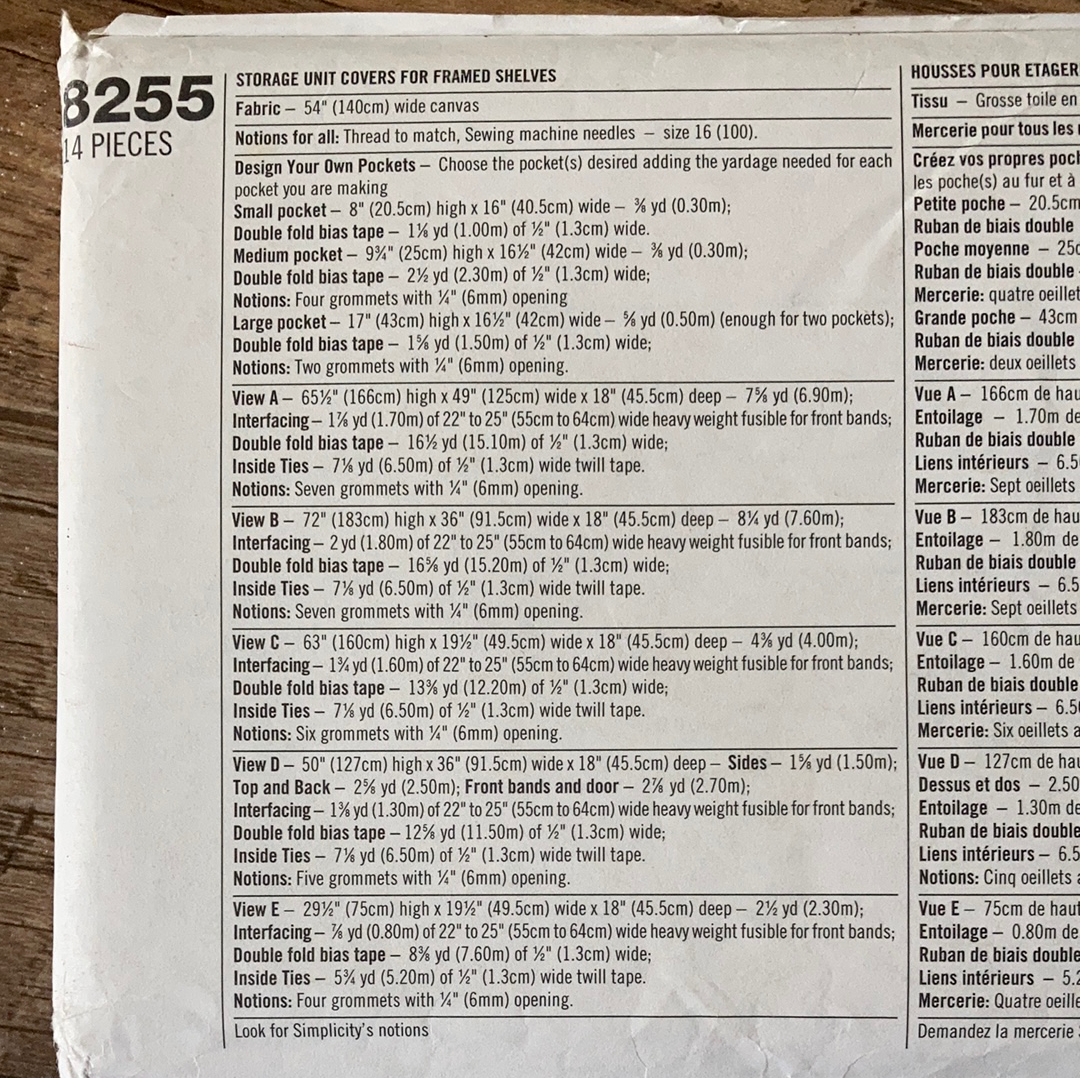 8255
14 PIECES
STORAGE UNIT COVERS FOR FRAMED SHELVES
Fabric – 54" (140cm) wide canvas
Notions for all: Thread to match, Sewing machine needles – size 16 (100).
Design Your Own Pockets – Choose the pocket(s) desired adding the yardage needed for each
pocket you are making
Small pocket – 8" (20.5cm) high x 16" (40.5cm) wide – ⅜ yd (0.30m);
Double fold bias tape – 1⅛ yd (1.00m) of ½" (1.3cm) wide.
Medium pocket – 9¾" (25cm) high x 16½" (42cm) wide – ⅜ yd (0.30m);
Double fold bias tape – 2½ yd (2.30m) of ½" (1.3cm) wide;
Notions: Four grommets with ¼" (6mm) opening
Large pocket – 17" (43cm) high x 16½" (42cm) wide – ⅝ yd (0.50m) (enough for two pockets);
Double fold bias tape – 1⅝ yd (1.50m) of ½" (1.3cm) wide;
Notions: Two grommets with ¼" (6mm) opening.
View A – 65½" (166cm) high x 49" (125cm) wide x 18" (45.5cm) deep – 7⅝ yd (6.90m);
Interfacing – 1⅞ yd (1.70m) of 22" to 25" (55cm to 64cm) wide heavy weight fusible for front bands;
Double fold bias tape – 16½ yd (15.10m) of ½" (1.3cm) wide;
Inside Ties – 7⅛ yd (6.50m) of ½" (1.3cm) wide twill tape.
Notions: Seven grommets with ¼" (6mm) opening.
View B – 72" (183cm) high x 36" (91.5cm) wide x 18" (45.5cm) deep – 8¼ yd (7.60m);
Interfacing – 2 yd (1.80m) of 22" to 25" (55cm to 64cm) wide heavy weight fusible for front bands;
Double fold bias tape – 16⅝ yd (15.20m) of ½" (1.3cm) wide;
Inside Ties – 7⅛ yd (6.50m) of ½" (1.3cm) wide twill tape.
Notions: Seven grommets with ¼" (6mm) opening.
View C – 63" (160cm) high x 19½" (49.5cm) wide x 18" (45.5cm) deep – 4⅜ yd (4.00m);
Interfacing – 1¾ yd (1.60m) of 22" to 25" (55cm to 64cm) wide heavy weight fusible for front bands;
Double fold bias tape – 13⅜ yd (12.20m) of ½" (1.3cm) wide;
Inside Ties – 7⅛ yd (6.50m) of ½" (1.3cm) wide twill tape.
Notions: Six grommets with ¼" (6mm) opening.
View D – 50" (127cm) high x 36" (91.5cm) wide x 18" (45.5cm) deep – Sides – 1⅝ yd (1.50m);
Top and Back – 2⅝ yd (2.50m); Front bands and door – 2⅞ yd (2.70m);
Interfacing – 1⅜ yd (1.30m) of 22" to 25" (55cm to 64cm) wide heavy weight fusible for front bands;
Double fold bias tape – 12⅝ yd (11.50m) of ½" (1.3cm) wide;
Inside Ties – 7⅛ yd (6.50m) of ½" (1.3cm) wide twill tape.
Notions: Five grommets with ¼" (6mm) opening.
View E – 29½" (75cm) high x 19½" (49.5cm) wide x 18" (45.5cm) deep – 2½ yd (2.30m);
Interfacing – ⅞ yd (0.80m) of 22" to 25" (55cm to 64cm) wide heavy weight fusible for front bands;
Double fold bias tape – 8⅜ yd (7.60m) of ½" (1.3cm) wide;
Inside Ties – 5¾ yd (5.20m) of ½" (1.3cm) wide twill tape.
Notions: Four grommets with ¼" (6mm) opening.
Look for Simplicity's notions
HOUSSES POUR ETAGER
Tissu – Grosse toile en
Mercerie pour tous les
Créez vos propres poch
les poche(s) au fur et à
Petite poche – 20.5cm
Ruban de biais double
Poche moyenne – 25c
Ruban de biais double
Mercerie: quatre oeillet
Grande poche – 43cm
Ruban de biais double
Mercerie: deux oeillets
Vue A – 166cm de hau
Entoilage – 1.70m de
Ruban de biais double
Liens intérieurs – 6.5
Mercerie: Sept oeillets
Vue B – 183cm de hau
Entoilage – 1.80m de
Ruban de biais double
Liens intérieurs – 6.5
Mercerie: Sept oeillets
Vue C – 160cm de hau
Entoilage – 1.60m de
Ruban de biais double
Liens intérieurs – 6.5
Mercerie: Six oeillets a
Vue D – 127cm de hau
Dessus et dos – 2.50
Entoilage – 1.30m de
Ruban de biais double
Liens intérieurs – 6.5
Notions: Cinq oeillets a
Vue E – 75cm de haut
Entoilage – 0.80m de
Ruban de biais double
Liens intérieurs – 5.2
Mercerie: Quatre oeille
Demandez la mercerie